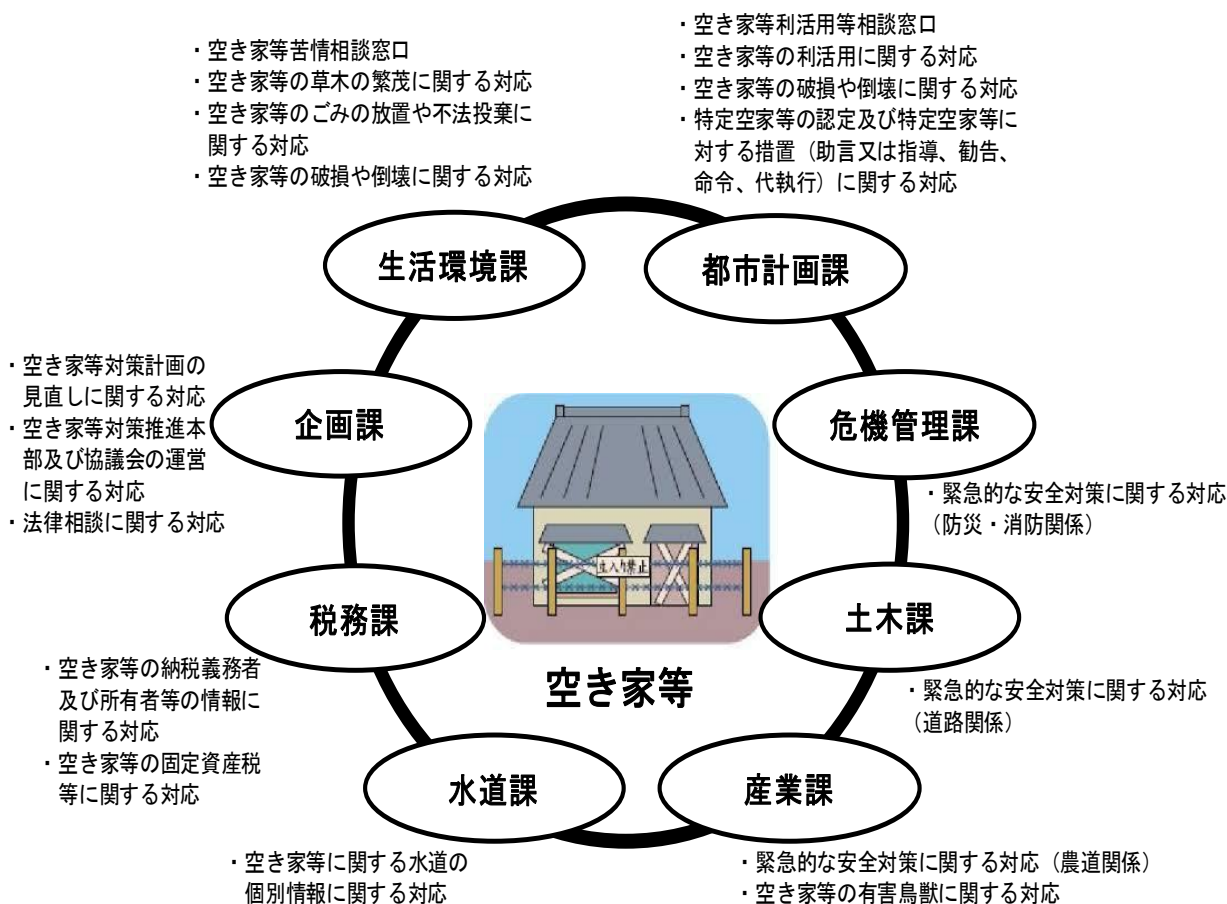 ・空き家等苦情相談窓口
・空き家等の草木の繁茂に関する対応
・空き家等のごみの放置や不法投棄に
関する対応
・空き家等の破損や倒壊に関する対応
・空き家等利活用等相談窓口
・空き家等の利活用に関する対応
・空き家等の破損や倒壊に関する対応
・特定空家等の認定及び特定空家等に
対する措置（助言又は指導、勧告、
命令、代執行）に関する対応
生活環境課
都市計画課
・空き家等対策計画の
見直しに関する対応
・空き家等対策推進本
部及び協議会の運営
に関する対応
・法律相談に関する対応
企画課
危機管理課
・緊急的な安全対策に関する対応
（防災・消防関係）
立入り禁止
税務課
土木課
・空き家等の納税義務者
及び所有者等の情報に
関する対応
・空き家等の固定資産税
等に関する対応
空き家等
・緊急的な安全対策に関する対応
（道路関係）
水道課
産業課
・空き家等に関する水道の
個別情報に関する対応
・緊急的な安全対策に関する対応（農道関係）
・空き家等の有害鳥獣に関する対応